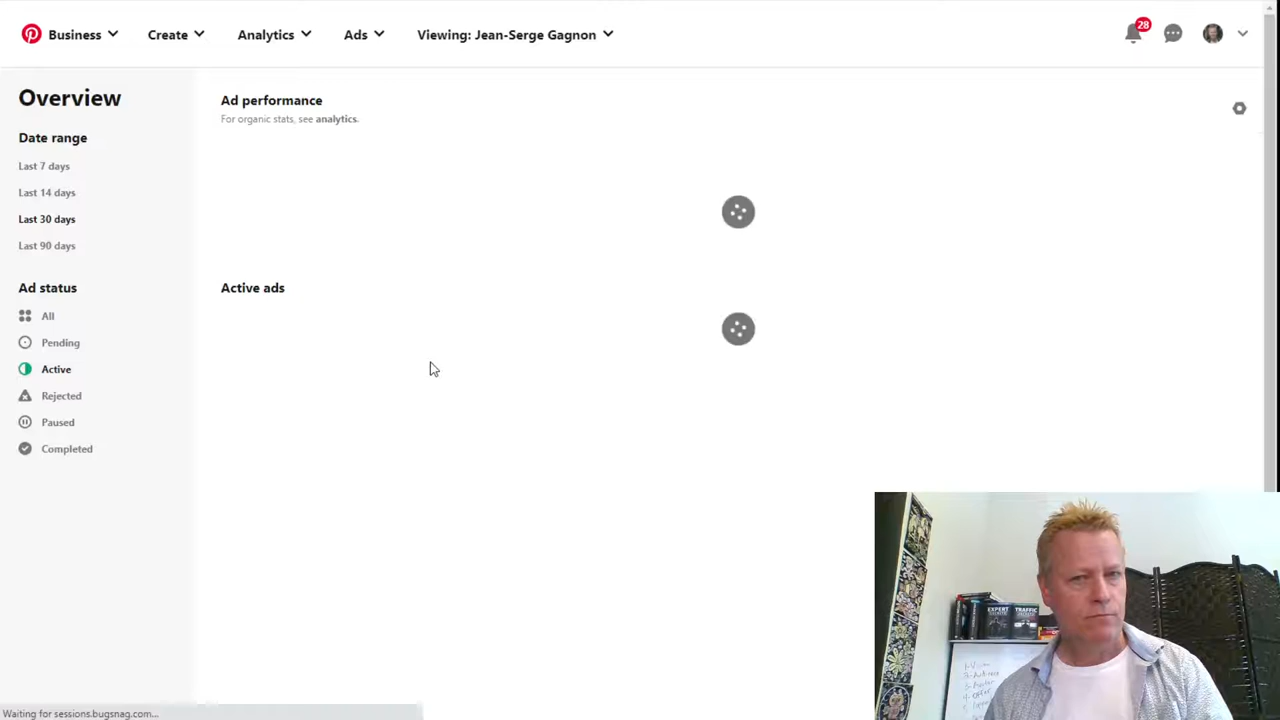 Business
Create
Analytics
Ads
Viewing: Jean-Serge Gagnon
28
Overview
Date range
Last 7 days
Last 14 days
Last 30 days
Last 90 days
Ad status
All
Pending
Active
Rejected
Paused
Completed
Ad performance
For organic stats, see analytics.
Active ads
EXPERT
TRAFFIC
Waiting for sessions.bugsnag.com...